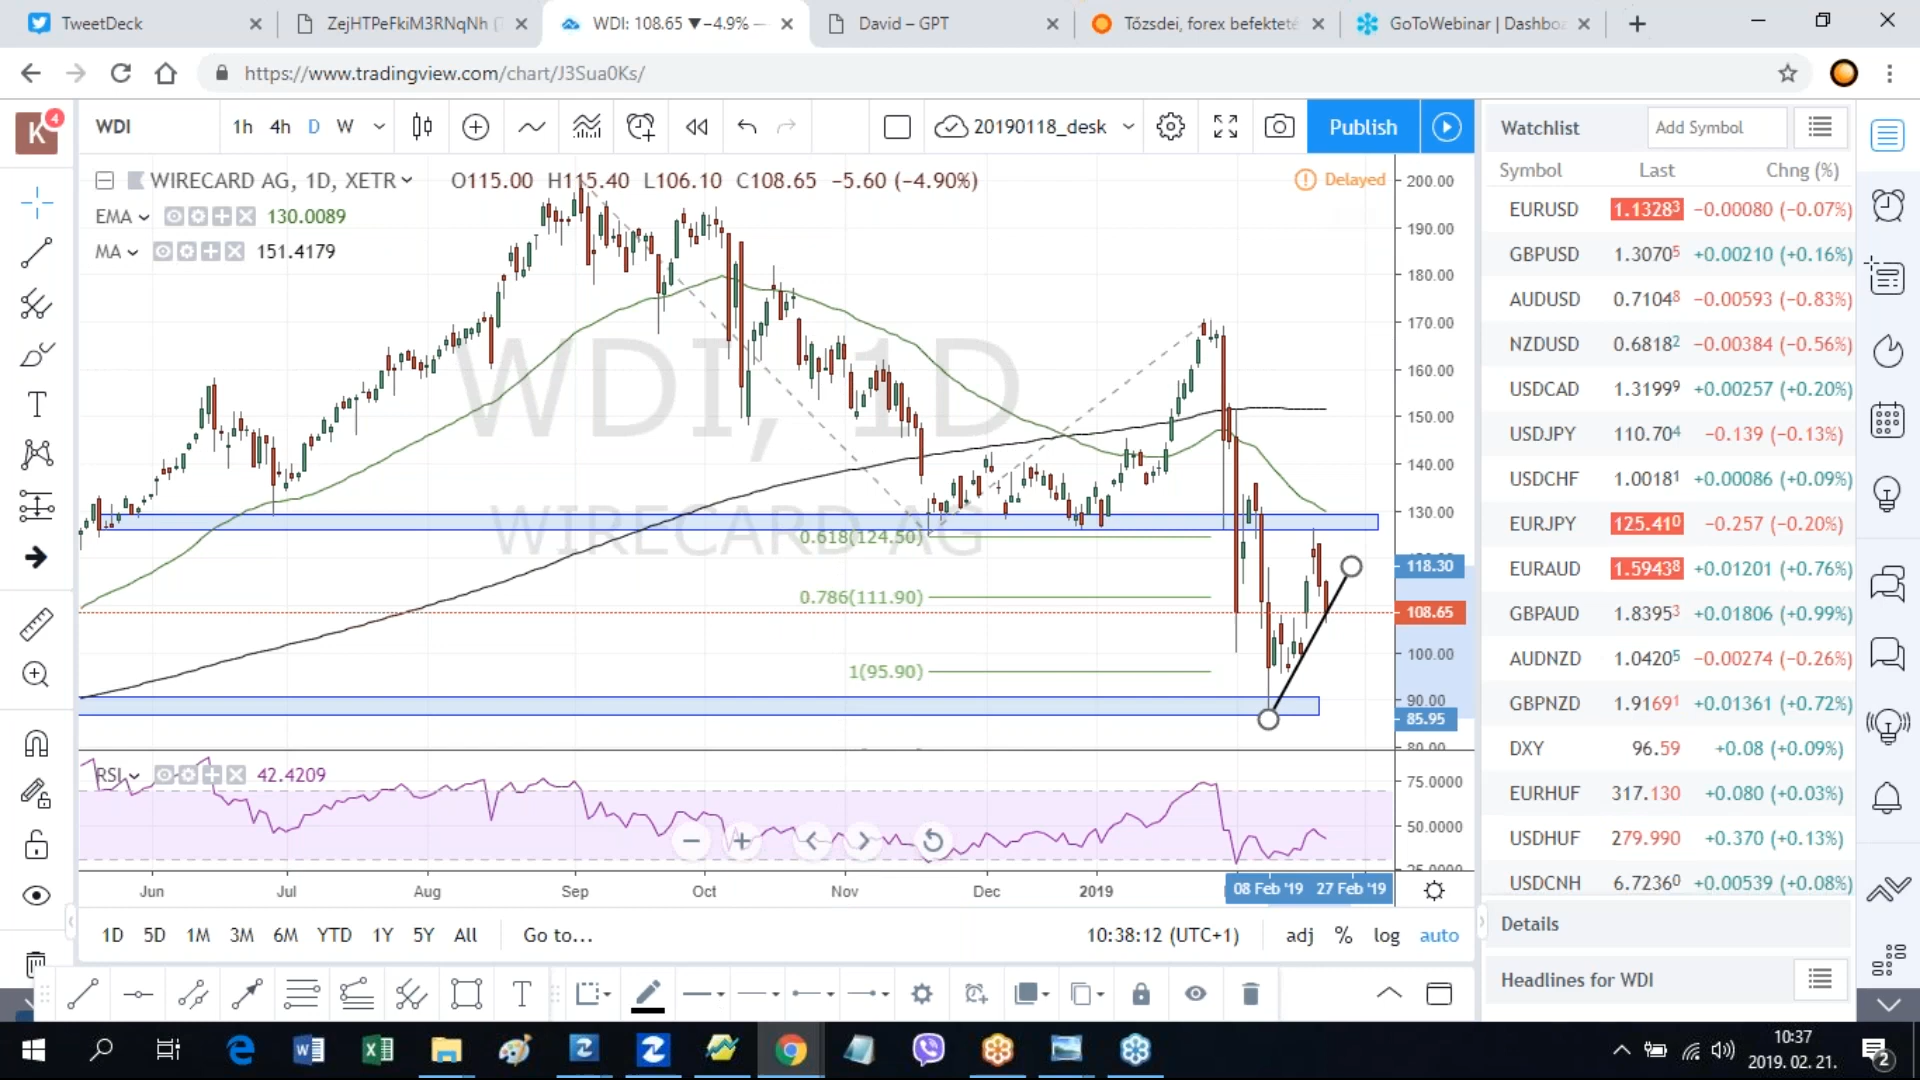 TweetDeck
ZejHTPeFkiM3RNqNh
WDI: 108.65 ▼−4.9% —
David – GPT
Tőzsdei, forex befekteté
GoToWebinar | Dashbo
https://www.tradingview.com/chart/J3Sua0Ks/
K 4
WDI
1h 4h D W
20190118_desk
Publish
WIRECARD AG, 1D, XETR
O115.00 H115.40 L106.10 C108.65 −5.60 (−4.90%)
Delayed
EMA 130.0089
MA 151.4179
WDI, 1D
WIRECARD AG
0.618(124.50)
0.786(111.90)
1(95.90)
200.00
190.00
180.00
170.00
160.00
150.00
140.00
130.00
118.30
108.65
100.00
90.00
85.95
80.00
RSI 42.4209
75.0000
50.0000
25.0000
Jun Jul Aug Sep Oct Nov Dec 2019 08 Feb '19 27 Feb '19
1D 5D 1M 3M 6M YTD 1Y 5Y All Go to...
10:38:12 (UTC+1) adj % log auto
Watchlist Add Symbol
Symbol Last Chng (%)
EURUSD 1.13283 −0.00080 (−0.07%)
GBPUSD 1.30705 +0.00210 (+0.16%)
AUDUSD 0.71048 −0.00593 (−0.83%)
NZDUSD 0.68182 −0.00384 (−0.56%)
USDCAD 1.31999 +0.00257 (+0.20%)
USDJPY 110.704 −0.139 (−0.13%)
USDCHF 1.00181 +0.00086 (+0.09%)
EURJPY 125.410 −0.257 (−0.20%)
EURAUD 1.59438 +0.01201 (+0.76%)
GBPAUD 1.83953 +0.01806 (+0.99%)
AUDNZD 1.04205 −0.00274 (−0.26%)
GBPNZD 1.91691 +0.01361 (+0.72%)
DXY 96.59 +0.08 (+0.09%)
EURHUF 317.130 +0.080 (+0.03%)
USDHUF 279.990 +0.370 (+0.13%)
USDCNH 6.72360 +0.00539 (+0.08%)
Details
Headlines for WDI
10:37
2019. 02. 21.
2